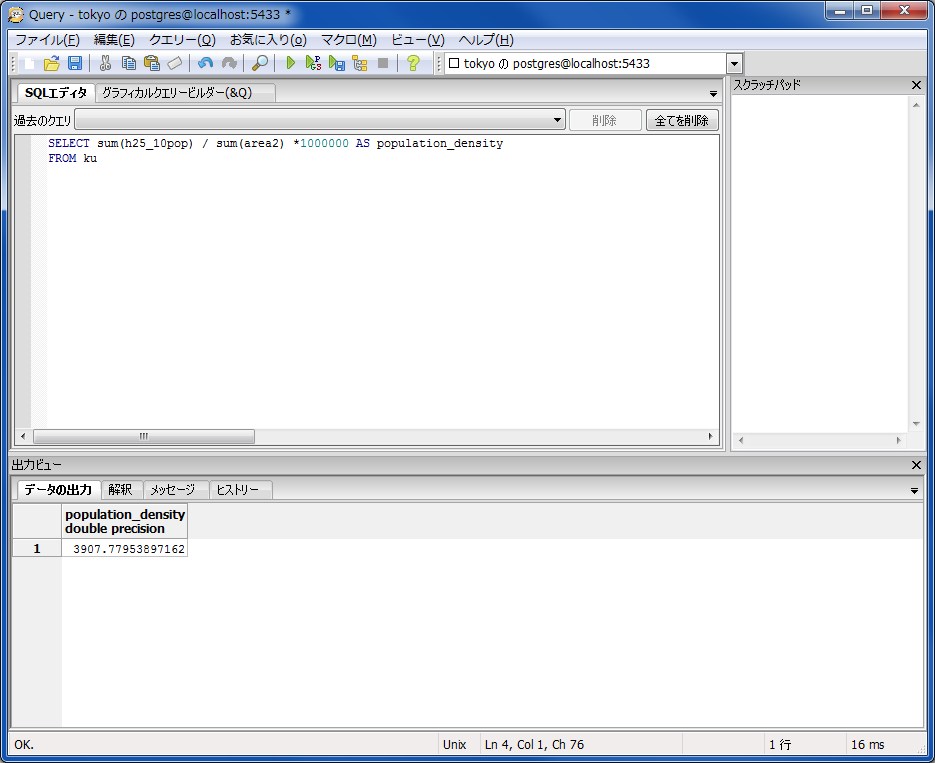 Query - tokyo の postgres@localhost:5433 *
ファイル(F) 編集(E) クエリー(Q) お気に入り(o) マクロ(M) ビュー(V) ヘルプ(H)
tokyo の postgres@localhost:5433
SQLエディタ グラフィカルクエリービルダー(&Q)
スクラッチパッド
過去のクエリ 削除 全てを削除
SELECT sum(h25_10pop) / sum(area2) *1000000 AS population_density
FROM ku
出力ビュー
データの出力 解釈 メッセージ ヒストリー
population_density
double precision
1 3907.77953897162
OK. Unix Ln 4, Col 1, Ch 76 1 行 16 ms